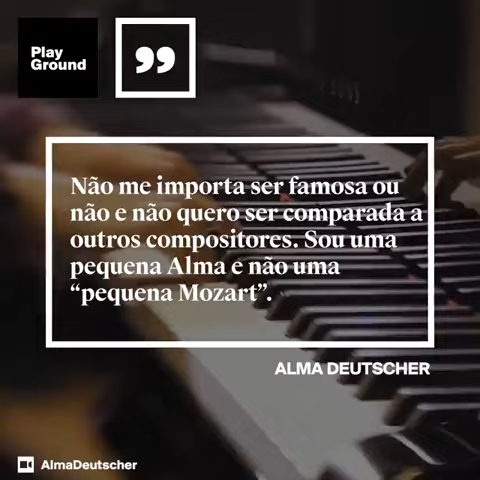 Play
Ground
”
Não me importa ser famosa ou
não e não quero ser comparada a
outros compositores. Sou uma
pequena Alma e não uma
“pequena Mozart”.
ALMA DEUTSCHER
AlmaDeutscher